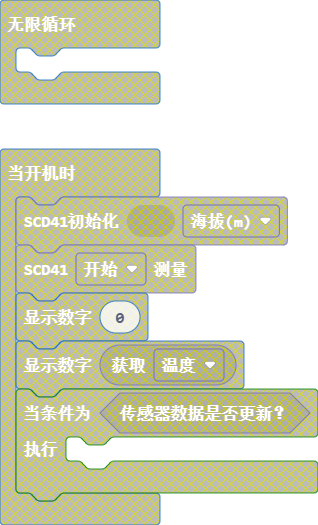 无限循环
当开机时
SCD41初始化 海拔(m)
SCD41 开始 测量
显示数字 0
显示数字 获取 温度
当条件为 传感器数据是否更新？
执行